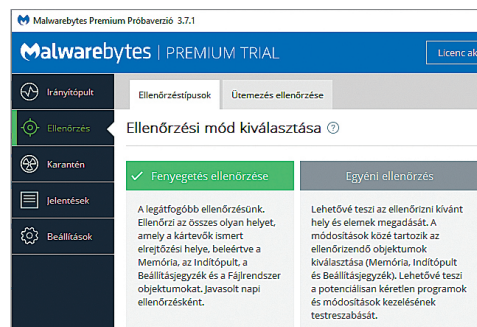 Malwarebytes Premium Próbaverzió 3.7.1
Malwarebytes | PREMIUM TRIAL
Licenc ak
Irányítópult
Ellenőrzés
Karantén
Jelentések
Beállítások
Ellenőrzéstípusok
Ütemezés ellenőrzése
Ellenőrzési mód kiválasztása ?
Fenyegetés ellenőrzése
A legátfogóbb ellenőrzésünk.
Ellenőrzi az összes olyan helyet,
amely a kártevők ismert
elrejtőzési helye, beleértve a
Memória, az Indítópult, a
Beállításjegyzék és a Fájlrendszer
objektumokat. Javasolt napi
ellenőrzésként.
Egyéni ellenőrzés
Lehetővé teszi az ellenőrizni kívánt
hely és elemek megadását. A
módosítások közé tartozik az
ellenőrizendő objektumok
kiválasztása (Memória, Indítópult
és Beállításjegyzék). Lehetővé teszi
a potenciálisan kéretlen programok
és módosítások kezelésének
testreszabását.